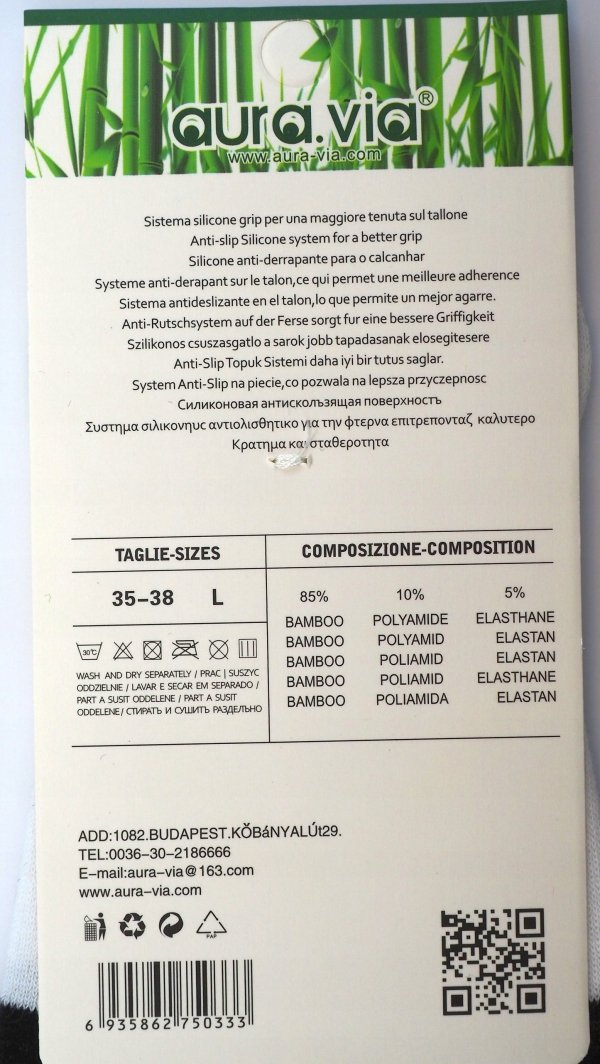 aura.via®
www.aura-via.com
Sistema silicone grip per una maggiore tenuta sul tallone
Anti-slip Silicone system for a better grip
Silicone anti-derrapante para o calcanhar
Systeme anti-derapant sur le talon,ce qui permet une meilleure adherence
Sistema antideslizante en el talon,lo que permite un mejor agarre.
Anti-Rutschsystem auf der Ferse sorgt fur eine bessere Griffigkeit
Szilikonos csuszasgatlo a sarok jobb tapadasanak elosegitesere
Anti-Slip Topuk Sistemi daha iyi bir tutus saglar.
System Anti-Slip na piecie,co pozwala na lepsza przyczepnosc
Силиконовая антискользящая поверхностъ
Συστημα σιλικονηυς αντιολισθητικο για την φτερνα επιτρεπονταζ καλυτερο
Κρατημα και σταθεροτητα
TAGLIE-SIZES COMPOSIZIONE-COMPOSITION
35-38 L 85% 10% 5%
BAMBOO POLYAMIDE ELASTHANE
BAMBOO POLYAMID ELASTAN
BAMBOO POLIAMID ELASTAN
BAMBOO POLIAMID ELASTHANE
BAMBOO POLIAMIDA ELASTAN
30°C
WASH AND DRY SEPARATELY / PRAC | SUSZYC
ODDZIELNIE / LAVAR E SECAR EM SEPARADO /
PART A SUSIT ODDELENE / PART A SUSIT
ODDELENE / СТИРАТЬ И СУШИТЬ РАЗДЕЛЬНО
ADD:1082.BUDAPEST.KŎBáNYALÚt29.
TEL:0036-30-2186666
E-mail:aura-via@163.com
www.aura-via.com
PAP
6 935862 750333